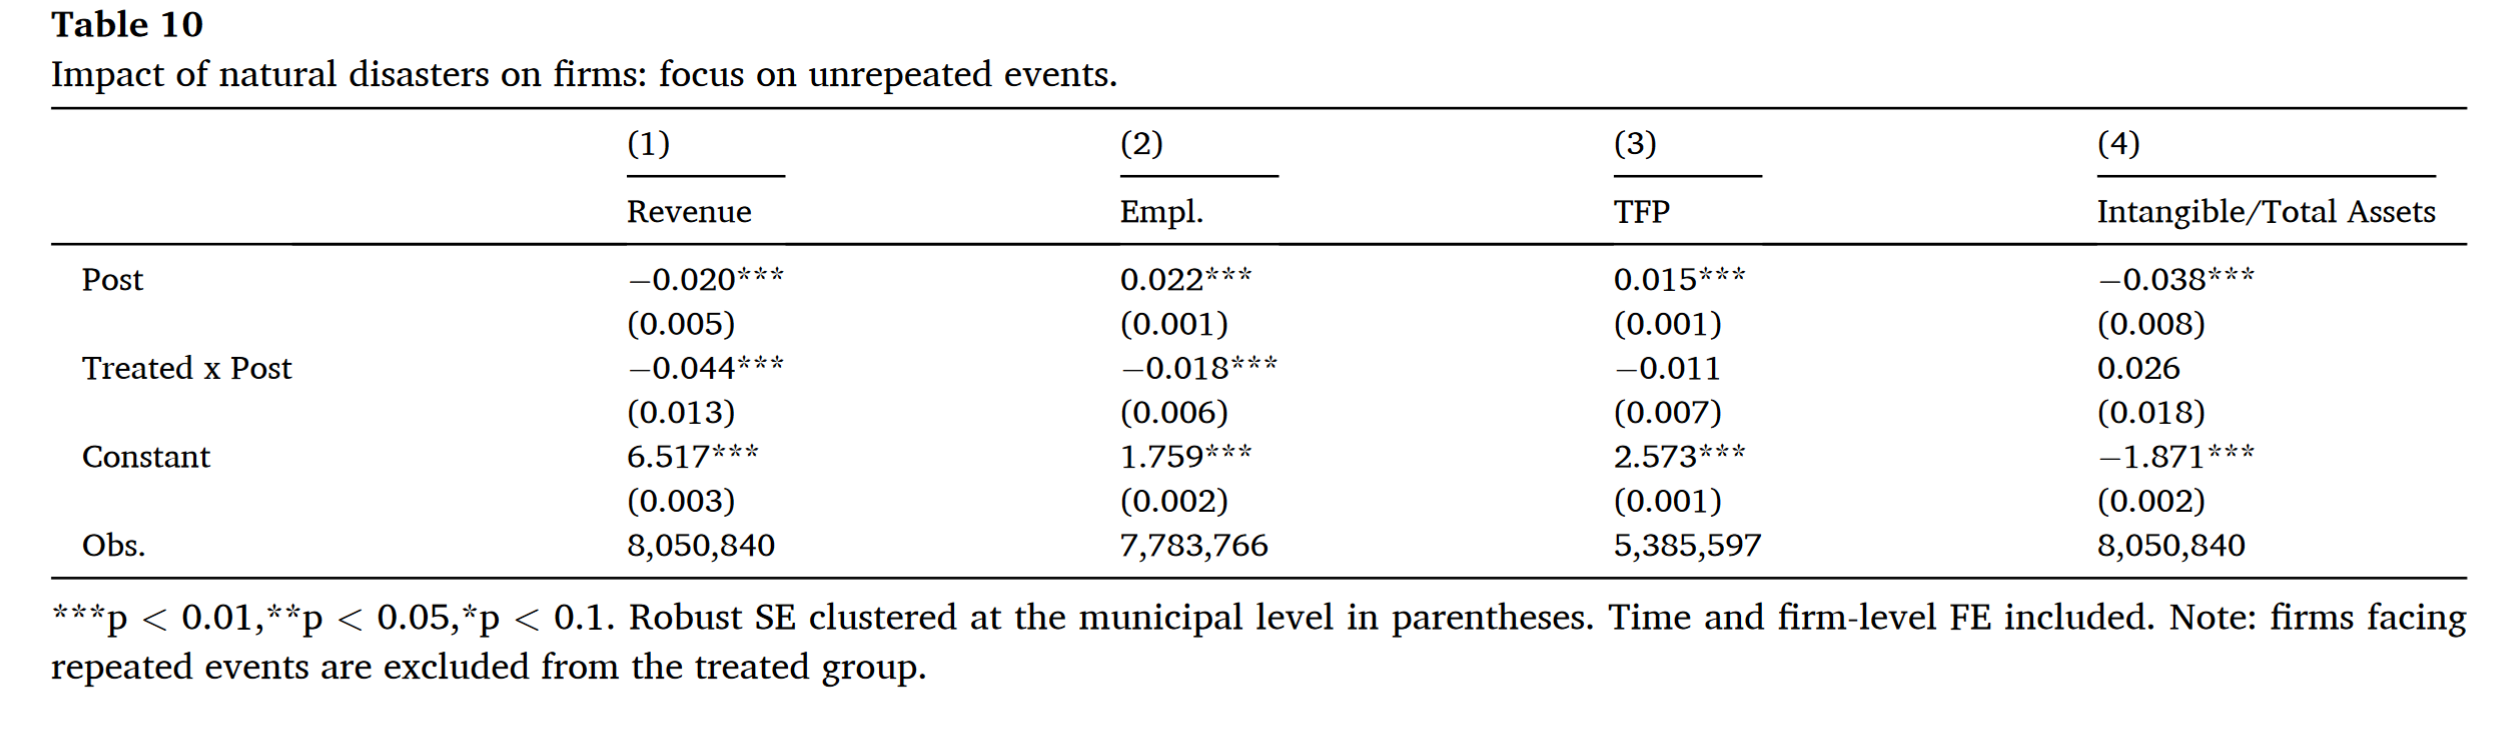 Table 10
Impact of natural disasters on firms: focus on unrepeated events.
(1) (2) (3) (4)
Revenue Empl. TFP Intangible/Total Assets
Post −0.020*** 0.022*** 0.015*** −0.038***
(0.005) (0.001) (0.001) (0.008)
Treated x Post −0.044*** −0.018*** −0.011 0.026
(0.013) (0.006) (0.007) (0.018)
Constant 6.517*** 1.759*** 2.573*** −1.871***
(0.003) (0.002) (0.001) (0.002)
Obs. 8,050,840 7,783,766 5,385,597 8,050,840
***p < 0.01,**p < 0.05,*p < 0.1. Robust SE clustered at the municipal level in parentheses. Time and firm-level FE included. Note: firms facing
repeated events are excluded from the treated group.